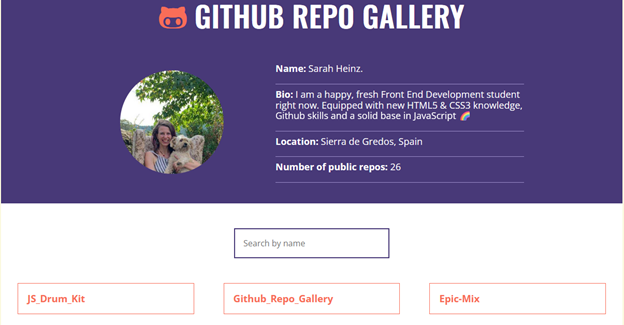 GITHUB REPO GALLERY
Name: Sarah Heinz.
Bio: I am a happy, fresh Front End Development student
right now. Equipped with new HTML5 & CSS3 knowledge,
Github skills and a solid base in JavaScript 🌈
Location: Sierra de Gredos, Spain
Number of public repos: 26
Search by name
JS_Drum_Kit
Github_Repo_Gallery
Epic-Mix